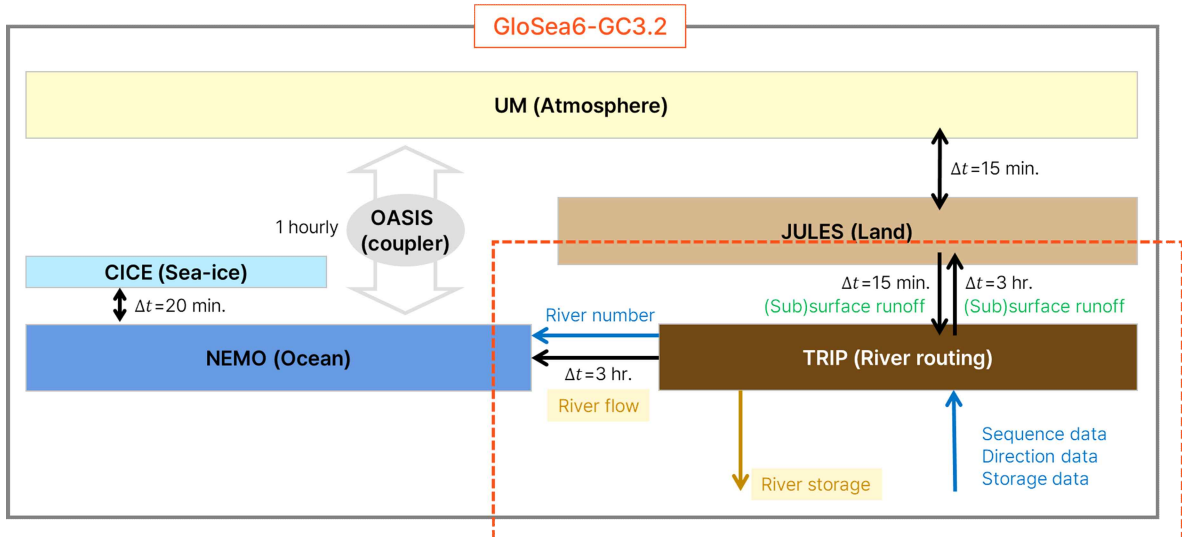 GloSea6-GC3.2
UM (Atmosphere)
Δt=15 min.
1 hourly
OASIS
(coupler)
JULES (Land)
CICE (Sea-ice)
Δt=20 min.
Δt=15 min.
(Sub)surface runoff
Δt=3 hr.
(Sub)surface runoff
River number
NEMO (Ocean)
TRIP (River routing)
Δt=3 hr.
River flow
Sequence data
Direction data
Storage data
River storage